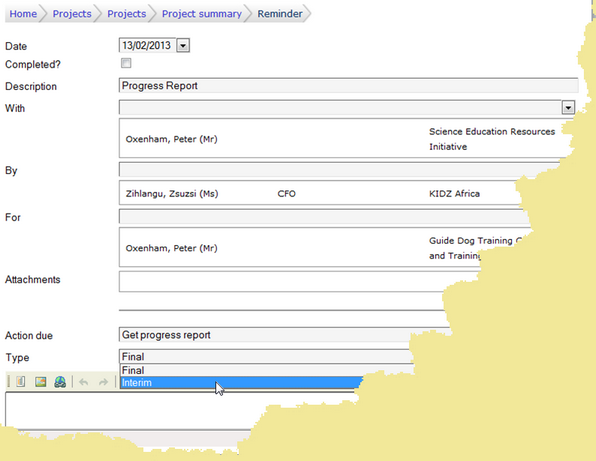 Home Projects Projects Project summary Reminder
Date 13/02/2013
Completed?
Description Progress Report
With
Oxenham, Peter (Mr) Science Education Resources
Initiative
By
Zihlangu, Zsuzsi (Ms) CFO KIDZ Africa
For
Oxenham, Peter (Mr) Guide Dog Training
and Training
Attachments
Action due Get progress report
Type Final
Final
Interim